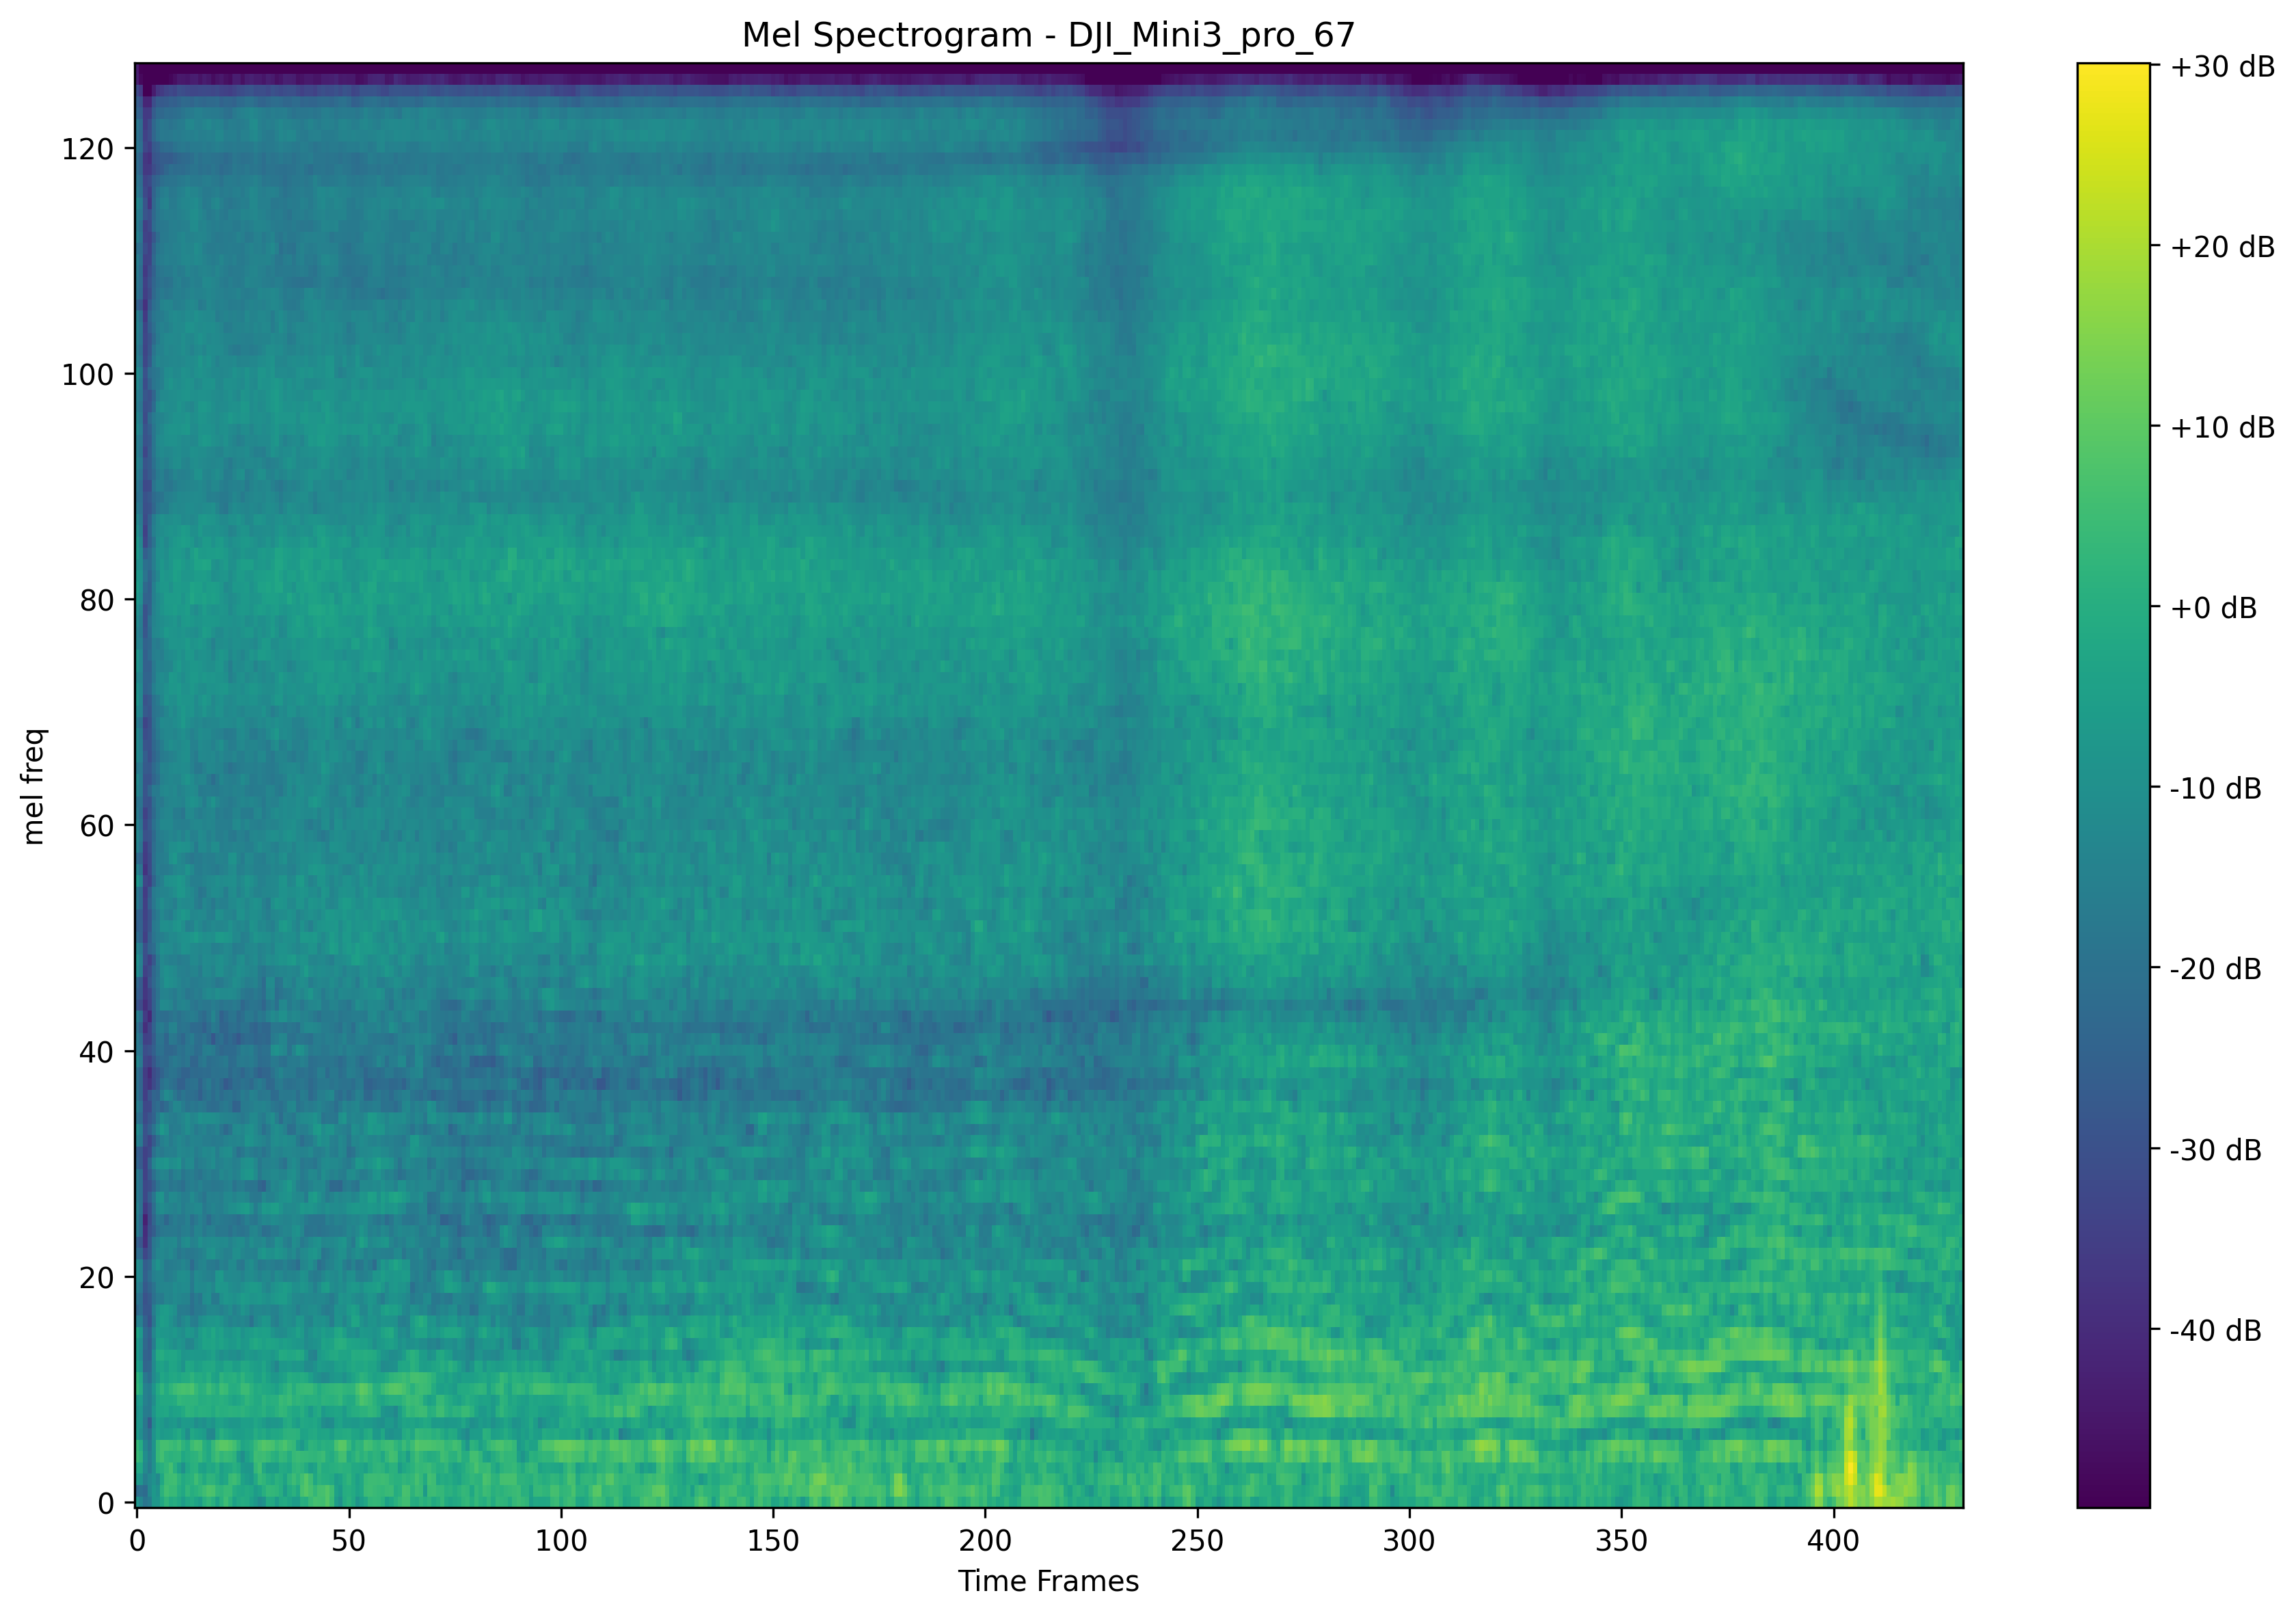 Mel Spectrogram - DJI_Mini3_pro_67
+30 dB
120
+20 dB
100
+10 dB
80
+0 dB
mel freq
60
-10 dB
-20 dB
40
-30 dB
20
-40 dB
0
0 50 100 150 200 250 300 350 400
Time Frames